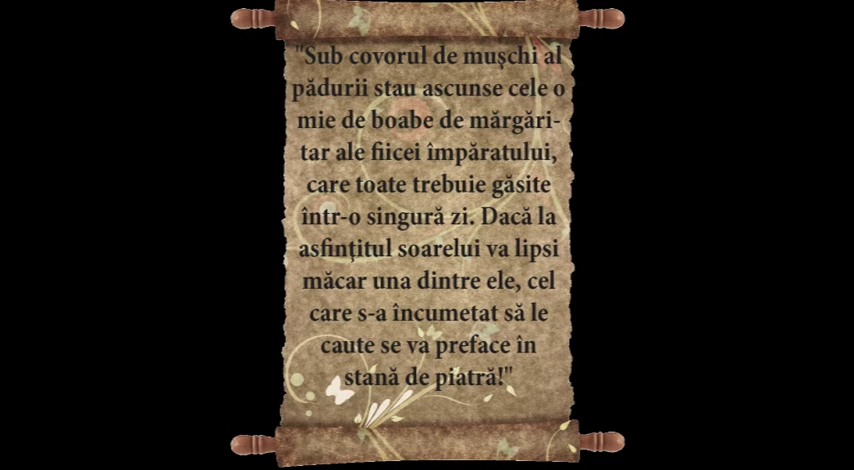 "Sub covorul de mușchi al
pădurii stau ascunse cele o
mie de boabe de mărgări-
tar ale fiicei împăratului,
care toate trebuie găsite
într-o singură zi. Dacă la
asfințitul soarelui va lipsi
măcar una dintre ele, cel
care s-a încumetat să le
caute se va preface în
stană de piatră!"